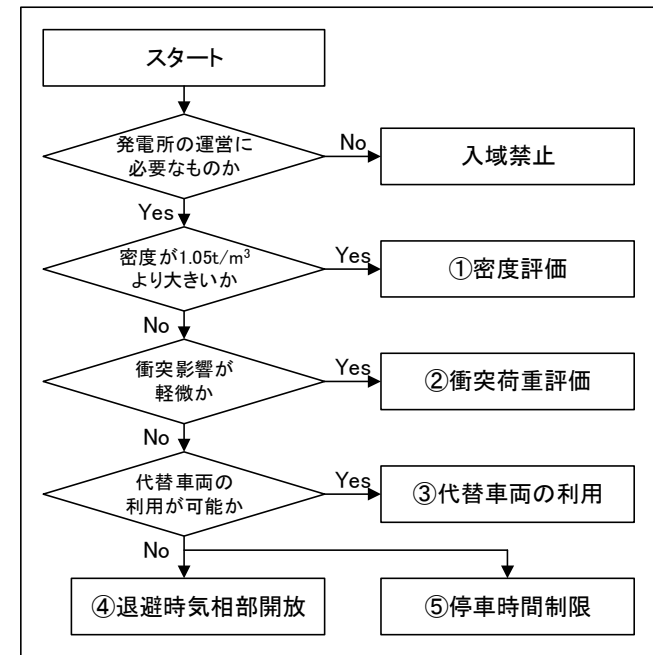 スタート
発電所の運営に
必要なものか
No
入域禁止
Yes
密度が1.05t/m³
より大きいか
Yes
①密度評価
No
衝突影響が
軽微か
Yes
②衝突荷重評価
No
代替車両の
利用が可能か
Yes
③代替車両の利用
No
④退避時気相部開放
⑤停車時間制限